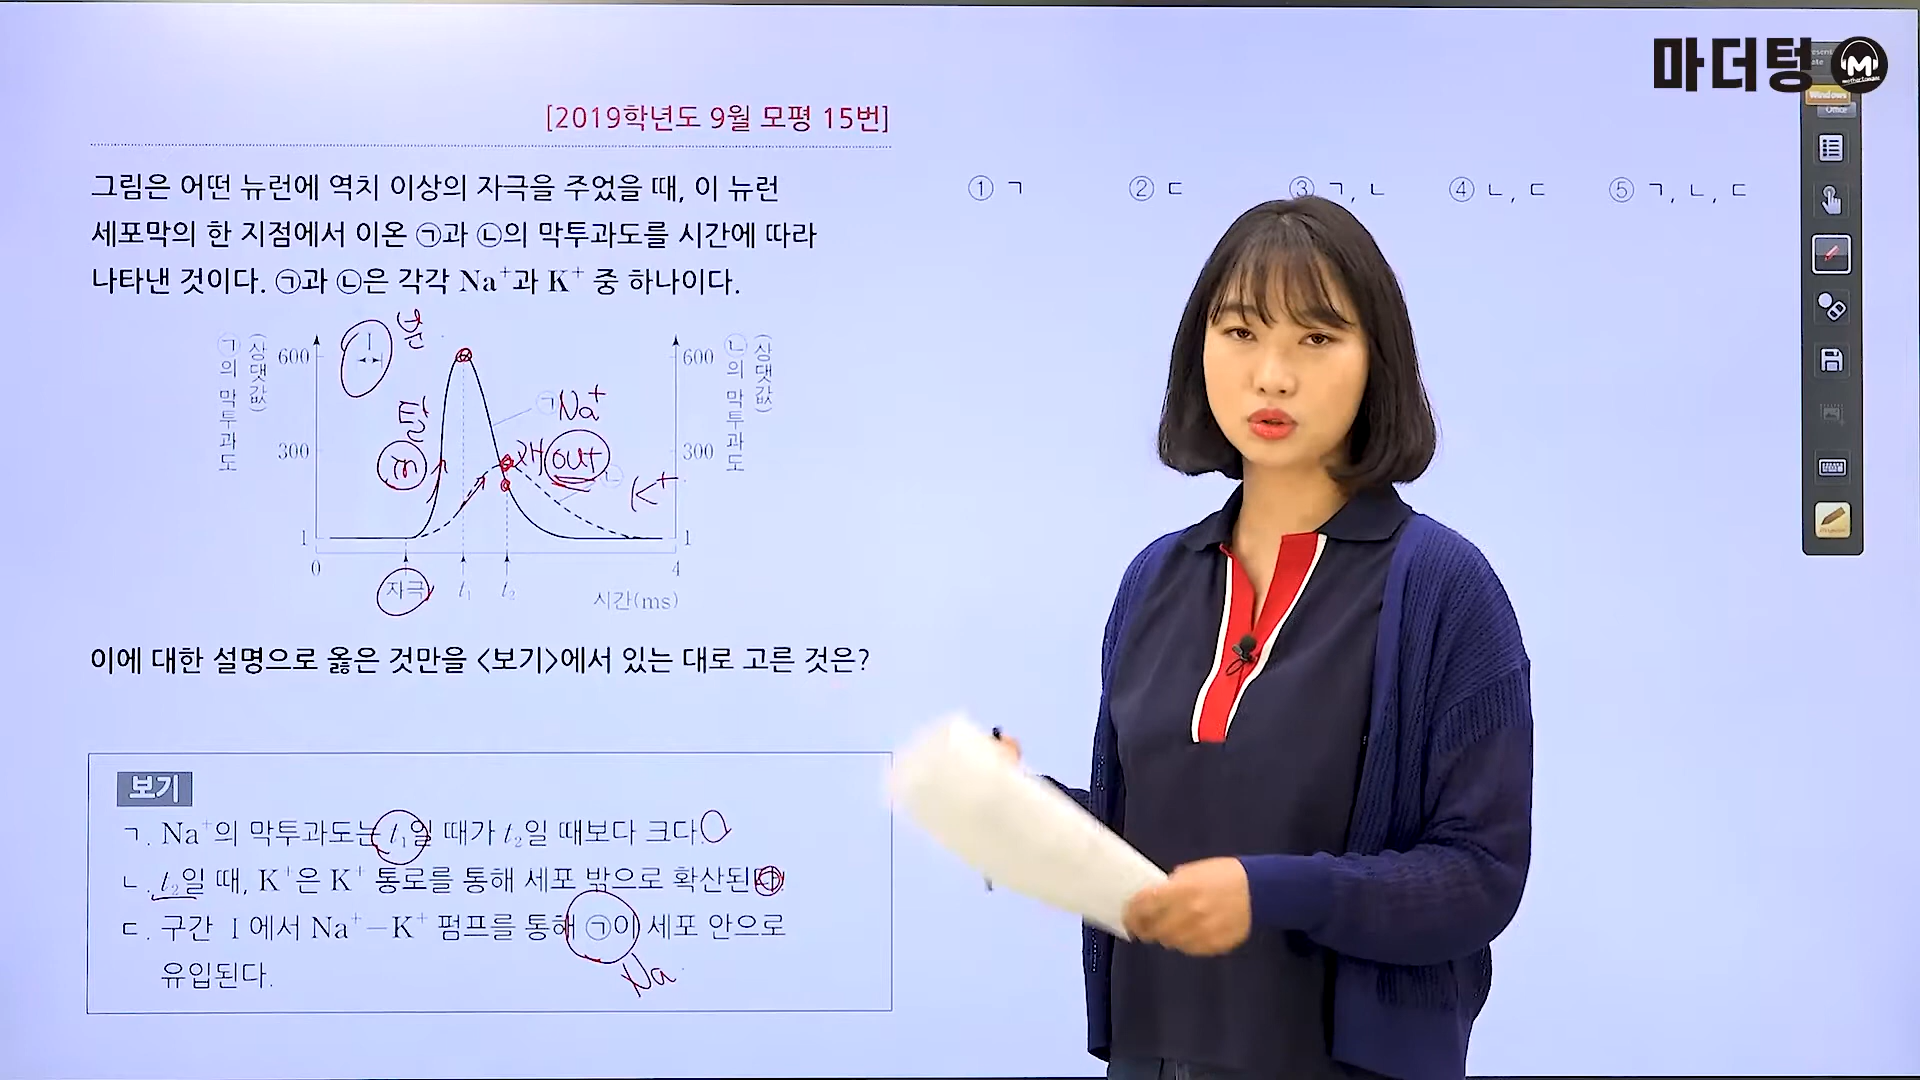 마더텅
[2019학년도 9월 모평 15번]
그림은 어떤 뉴런에 역치 이상의 자극을 주었을 때, 이 뉴런
세포막의 한 지점에서 이온 ㉠과 ㉡의 막투과도를 시간에 따라
나타낸 것이다. ㉠과 ㉡은 각각 Na⁺과 K⁺ 중 하나이다.
① ㄱ ② ㄷ ③ ㄱ, ㄴ ④ ㄴ, ㄷ ⑤ ㄱ, ㄴ, ㄷ
㉠의 막투과도 (상댓값)
600
300
1
Ⅰ
분
탈
in
㉠ Na⁺
재 out
㉡ K⁺
600
300
1
㉡의 막투과도 (상댓값)
0 4
자극 t₁ t₂ 시간(ms)
이에 대한 설명으로 옳은 것만을 <보기>에서 있는 대로 고른 것은?
보기
ㄱ. Na⁺의 막투과도는 t₁일 때가 t₂일 때보다 크다.
ㄴ. t₂일 때, K⁺은 K⁺ 통로를 통해 세포 밖으로 확산된다.
ㄷ. 구간 Ⅰ에서 Na⁺−K⁺ 펌프를 통해 ㉠이 세포 안으로
유입된다.
Na